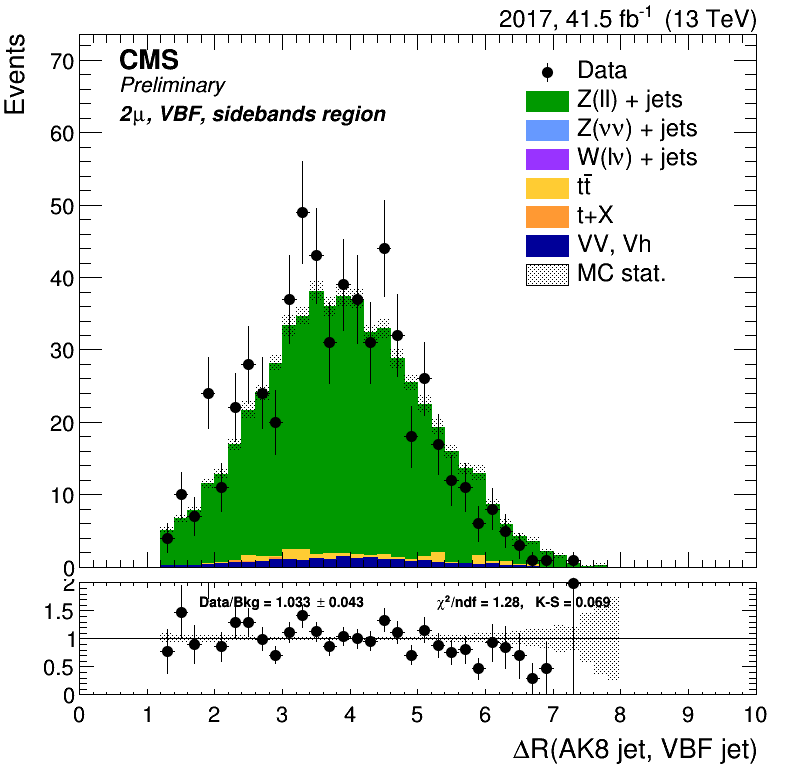 2017, 41.5 fb⁻¹ (13 TeV)
Events
CMS
Preliminary
2μ, VBF, sidebands region
Data
Z(ll) + jets
Z(νν) + jets
W(lν) + jets
tt̄
t+X
VV, Vh
MC stat.
70
60
50
40
30
20
10
0
Data/Bkg = 1.033 ± 0.043 χ²/ndf = 1.28, K-S = 0.069
2
1.5
1
0.5
0
0 1 2 3 4 5 6 7 8 9 10
ΔR(AK8 jet, VBF jet)